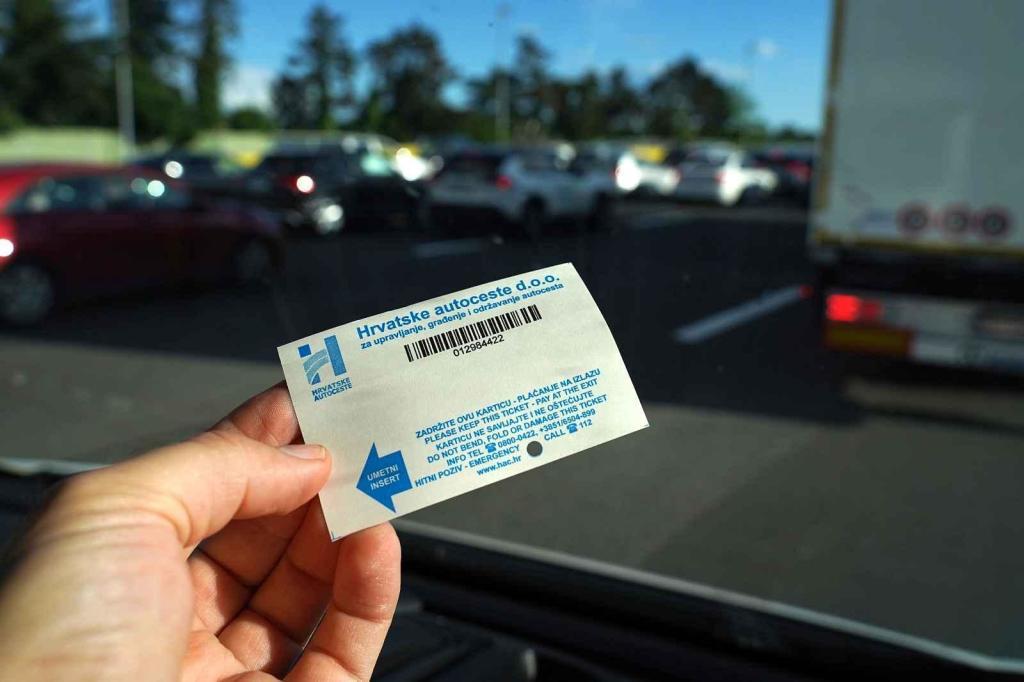 Hrvatske autoceste d.o.o.
za upravljanje, građenje i održavanje autocesta
012984422
HRVATSKE
AUTOCESTE
ZADRŽITE OVU KARTICU - PLAĆANJE NA IZLAZU
PLEASE KEEP THIS TICKET - PAY AT THE EXIT
KARTICU NE SAVIJAJTE I NE OŠTEĆUJTE
DO NOT BEND, FOLD OR DAMAGE THIS TICKET
INFO TEL ☎ 0800-0422, +3851/6504-899
HITNI POZIV - EMERGENCY CALL ☎ 112
www.hac.hr
UMETNI
INSERT